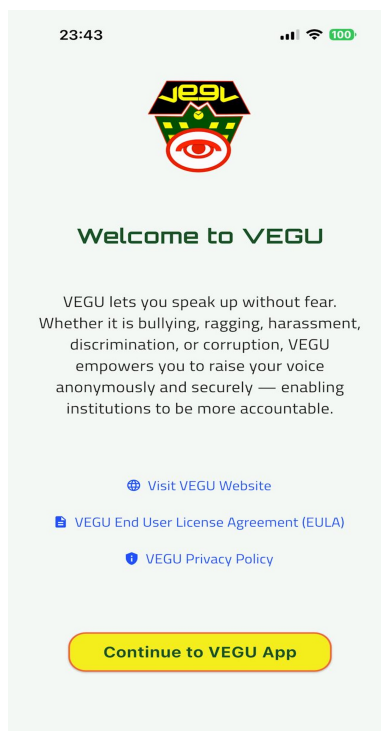 23:43
100
VEGU
Welcome to VEGU
VEGU lets you speak up without fear.
Whether it is bullying, ragging, harassment,
discrimination, or corruption, VEGU
empowers you to raise your voice
anonymously and securely — enabling
institutions to be more accountable.
Visit VEGU Website
VEGU End User License Agreement (EULA)
VEGU Privacy Policy
Continue to VEGU App